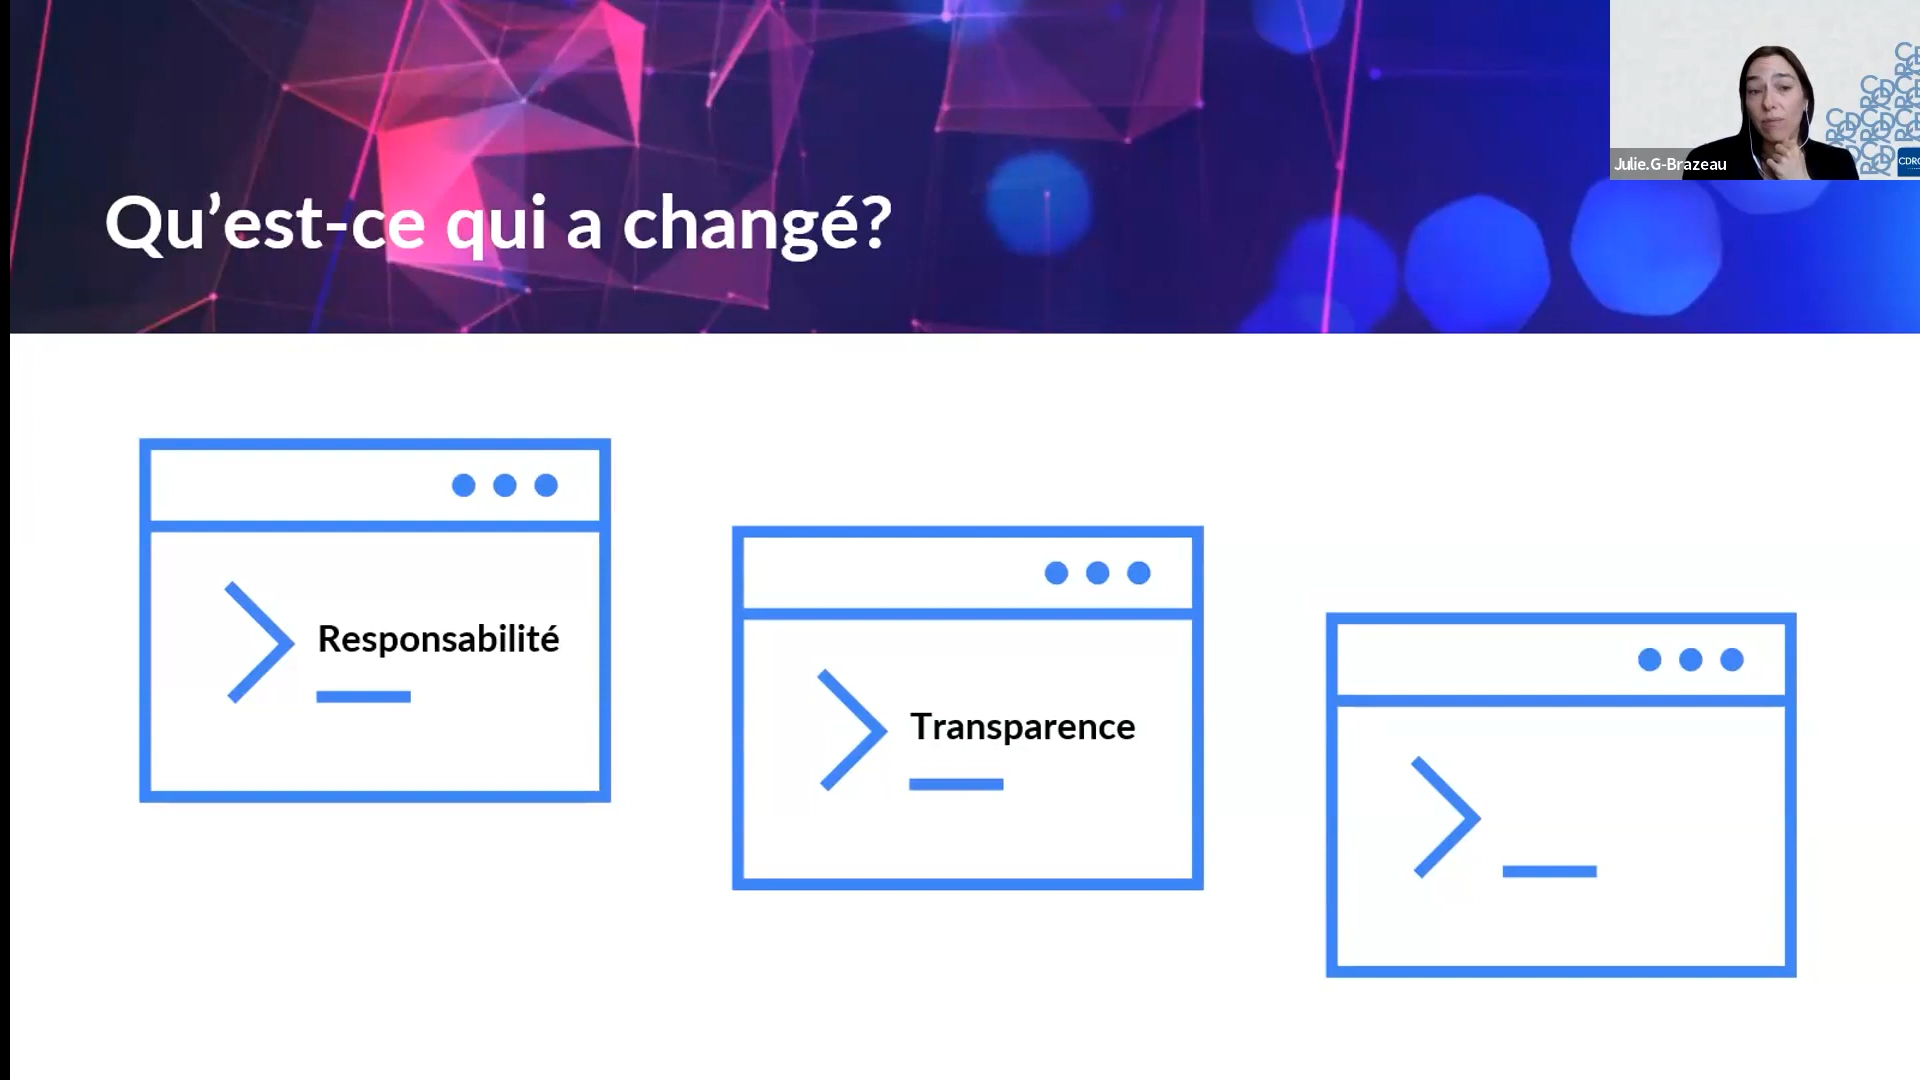 Qu’est-ce qui a changé?
Julie.G-Brazeau
Responsabilité
Transparence